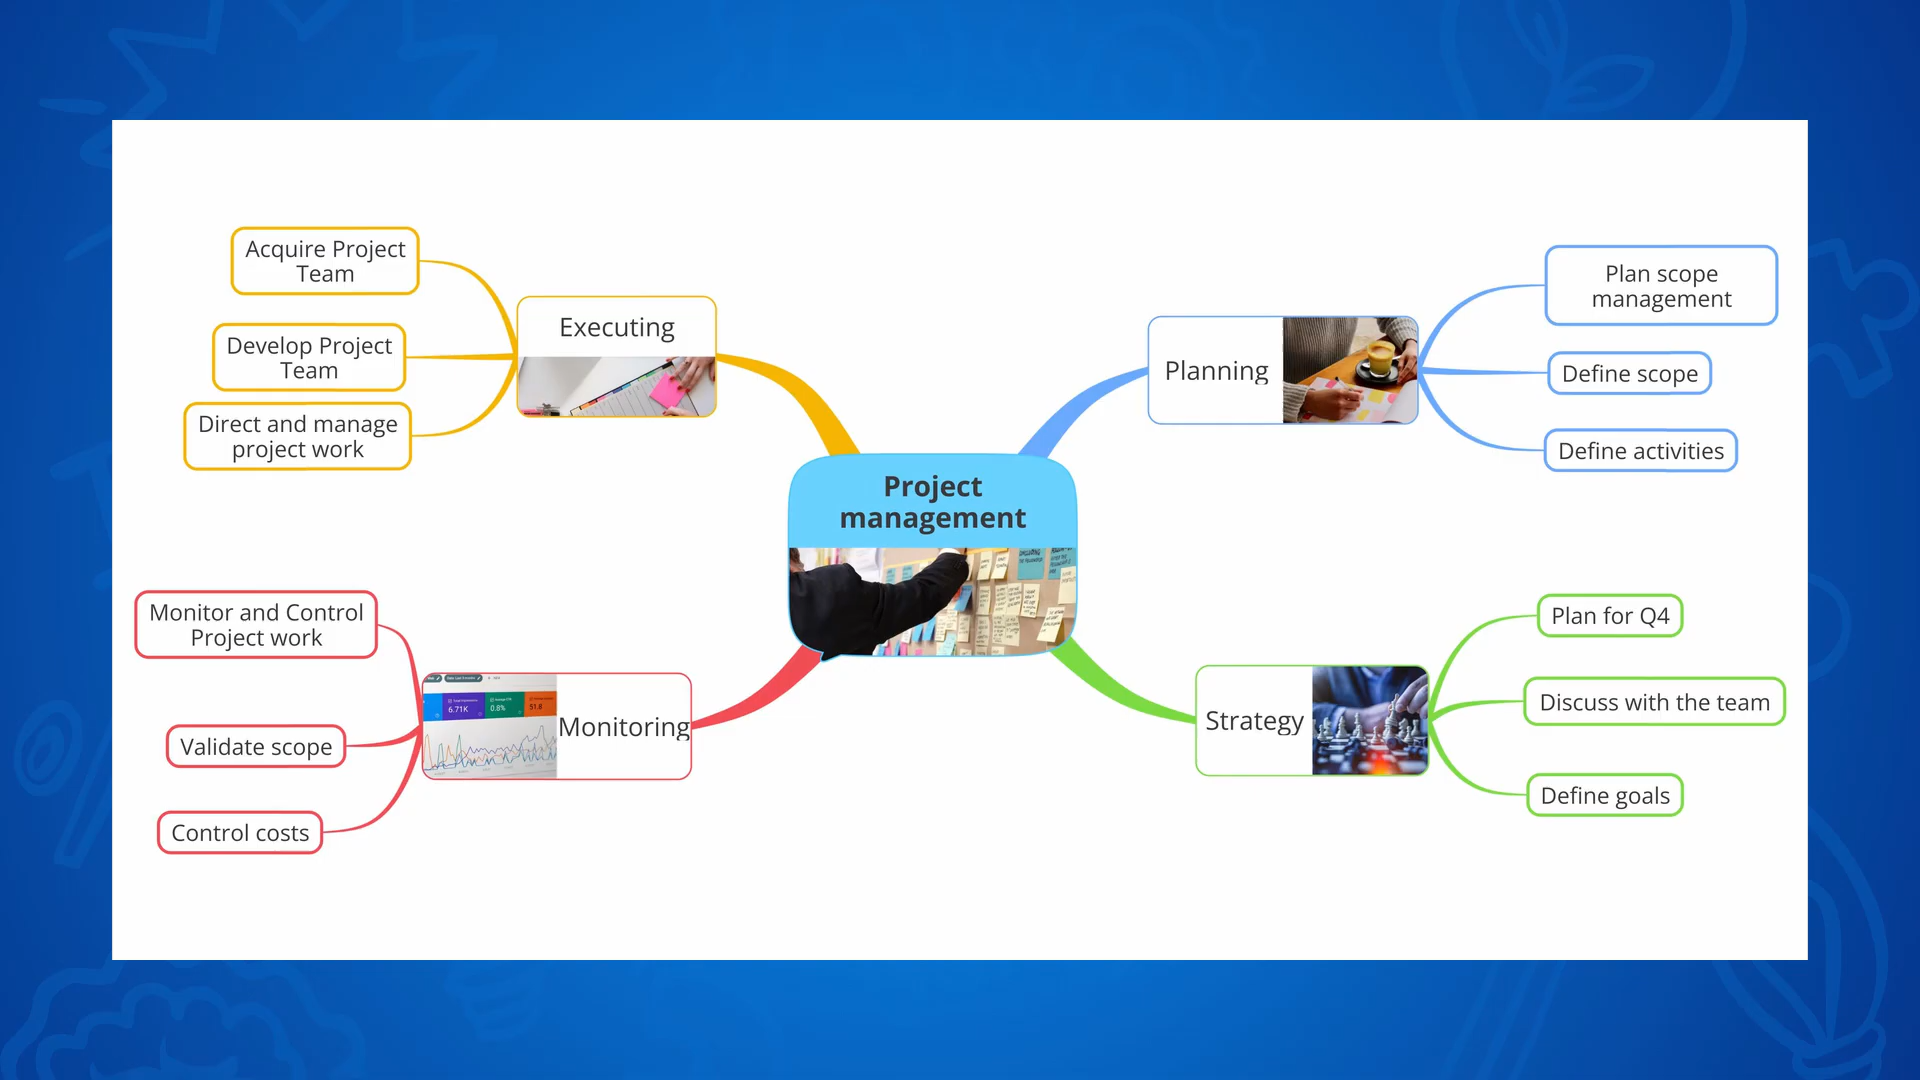 Project
management
Executing
Acquire Project
Team
Develop Project
Team
Direct and manage
project work
Planning
Plan scope
management
Define scope
Define activities
Monitoring
6.71K
0.8%
51.8
Monitor and Control
Project work
Validate scope
Control costs
Strategy
Plan for Q4
Discuss with the team
Define goals